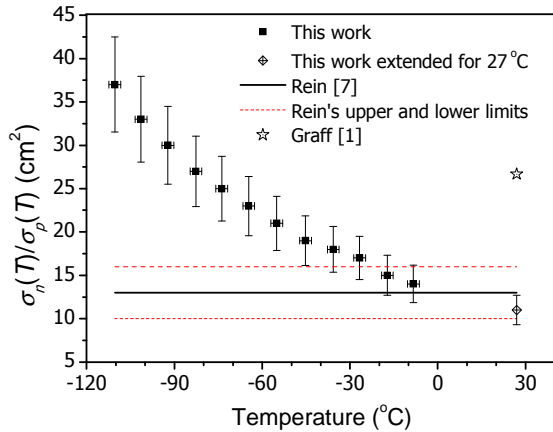 This work
This work extended for 27 °C
Rein [7]
Rein's upper and lower limits
Graff [1]
σn(T)/σp(T) (cm²)
45
40
35
30
25
20
15
10
5
-120 -90 -60 -30 0 30
Temperature (°C)